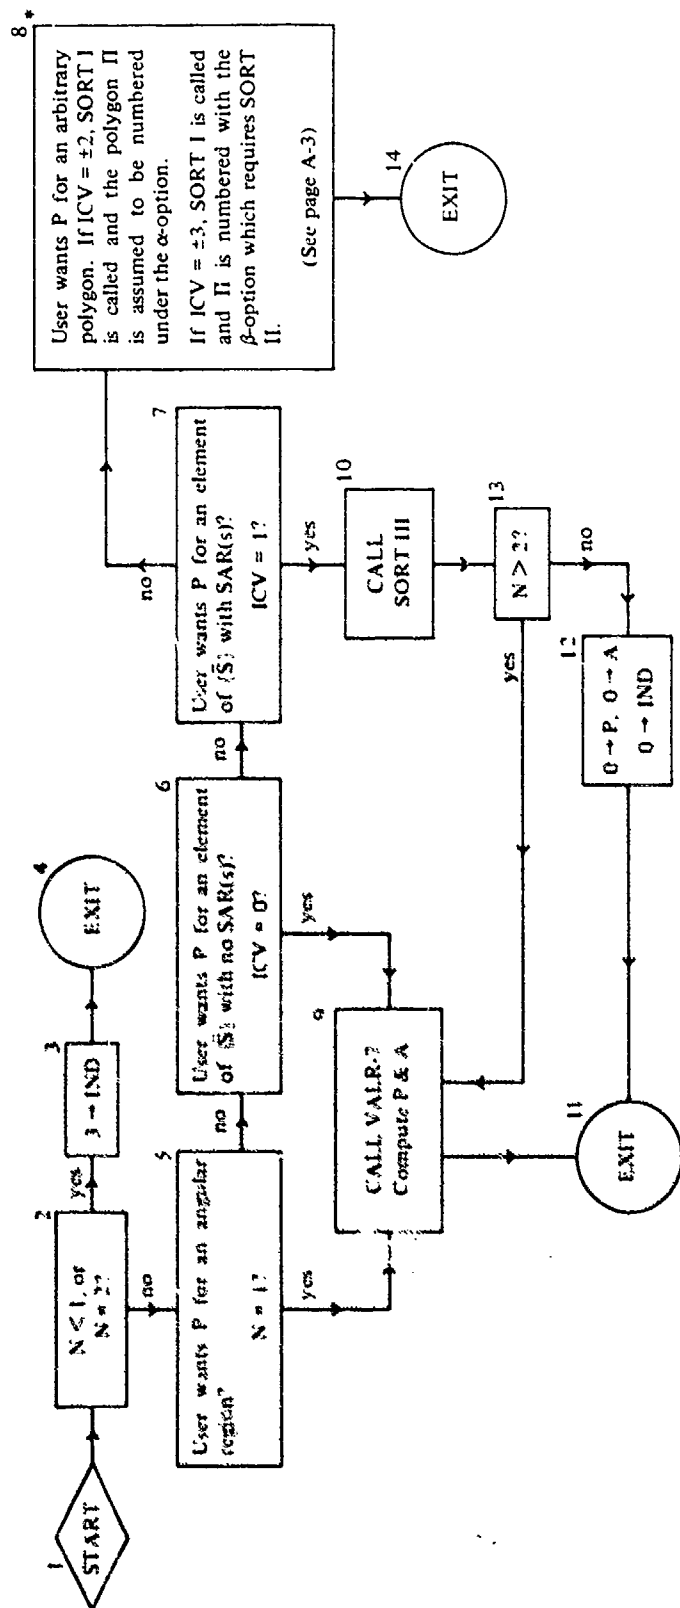 1
START
2
N < 1, or
N = 2?
yes
3
3 → IND
4
EXIT
no
5
User wants P for an angular
region?
N = 1?
no
yes
6
User wants P for an element
of {S̄} with no SAR(s)?
ICV = 0?
no
yes
7
User wants P for an element
of {S̄} with SAR(s)?
ICV = 1?
no
yes
8 *
User wants P for an arbitrary
polygon. If ICV = ±2, SORT I
is called and the polygon Π
is assumed to be numbered
under the α-option.
If ICV = ±3, SORT I is called
and Π is numbered with the
β-option which requires SORT
II.
(See page A-3)
14
EXIT
9
CALL VALR-?
Compute P & A
10
CALL
SORT III
13
N > 2?
yes
no
12
0 → P, 0 → A
0 → IND
11
EXIT